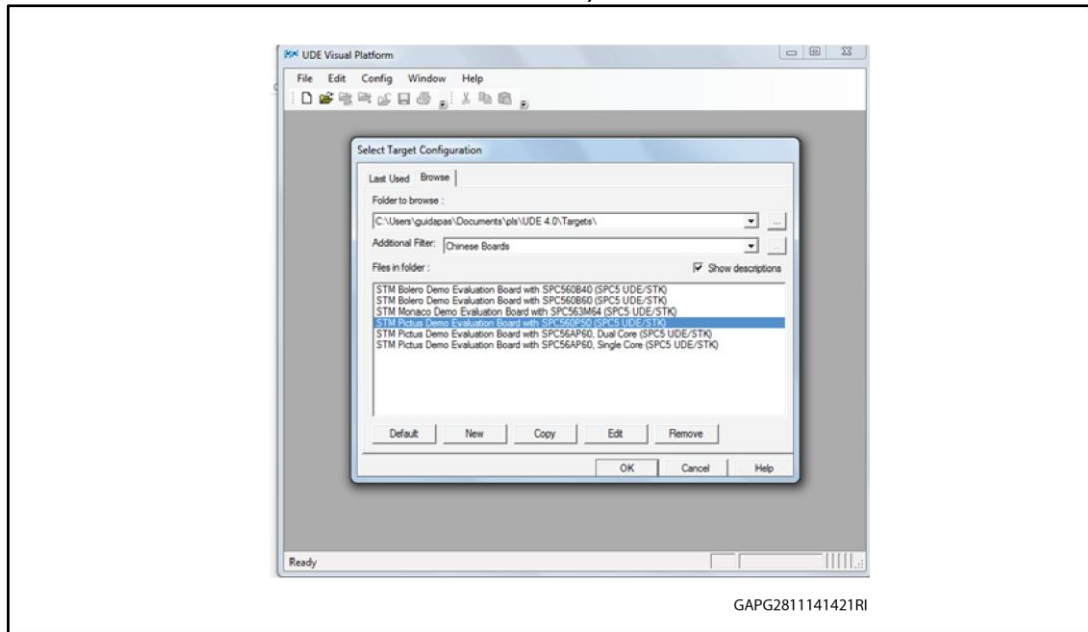 UDE Visual Platform
File Edit Config Window Help
Select Target Configuration
Last Used Browse
Folder to browse :
C:\Users\guidapas\Documents\pls\UDE 4.0\Targets\
...
Additional Filter: Chinese Boards
...
Files in folder : Show descriptions
STM Bolero Demo Evaluation Board with SPC560B40 (SPC5 UDE/STK)
STM Bolero Demo Evaluation Board with SPC560B60 (SPC5 UDE/STK)
STM Monaco Demo Evaluation Board with SPC563M64 (SPC5 UDE/STK)
STM Pictus Demo Evaluation Board with SPC560P50 (SPC5 UDE/STK)
STM Pictus Demo Evaluation Board with SPC56AP60, Dual Core (SPC5 UDE/STK)
STM Pictus Demo Evaluation Board with SPC56AP60, Single Core (SPC5 UDE/STK)
Default New Copy Edit Remove
OK Cancel Help
Ready
GAPG2811141421RI